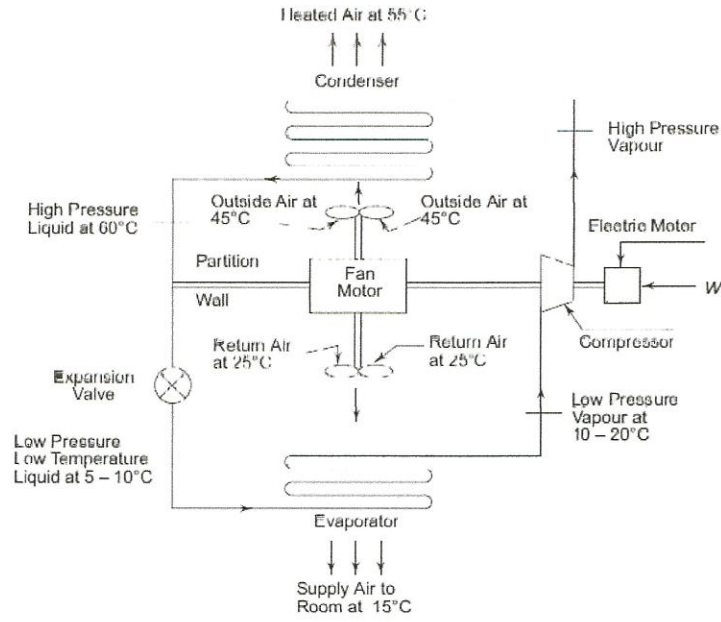 Heated Air at 55°C
Condenser
High Pressure
Vapour
High Pressure
Liquid at 60°C
Outside Air at
45°C
Outside Air at
45°C
Electric Motor
Partition
Wall
Fan
Motor
W
Return Air
at 25°C
Return Air
at 25°C
Compressor
Expansion
Valve
Low Pressure
Vapour at
10 – 20°C
Low Pressure
Low Temperature
Liquid at 5 – 10°C
Evaporator
Supply Air to
Room at 15°C